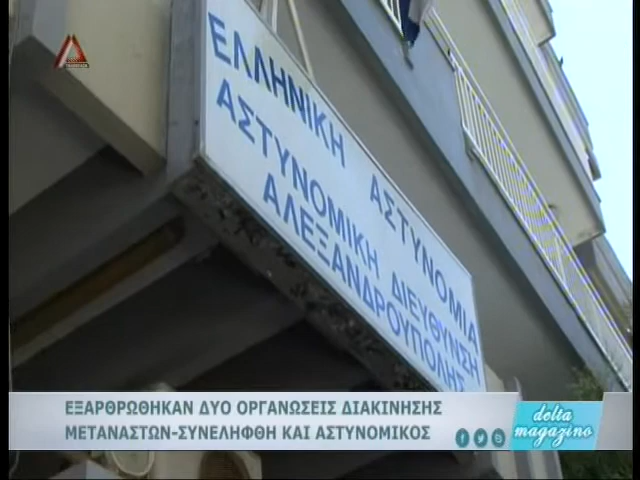 ΕΛΛΗΝΙΚΗ ΑΣΤΥΝΟΜΙΑ
ΑΣΤΥΝΟΜΙΚΗ ΔΙΕΥΘΥΝΣΗ
ΑΛΕΞΑΝΔΡΟΥΠΟΛΗΣ
ΕΞΑΡΘΡΩΘΗΚΑΝ ΔΥΟ ΟΡΓΑΝΩΣΕΙΣ ΔΙΑΚΙΝΗΣΗΣ
ΜΕΤΑΝΑΣΤΩΝ-ΣΥΝΕΛΗΦΘΗ ΚΑΙ ΑΣΤΥΝΟΜΙΚΟΣ
delta
magazino